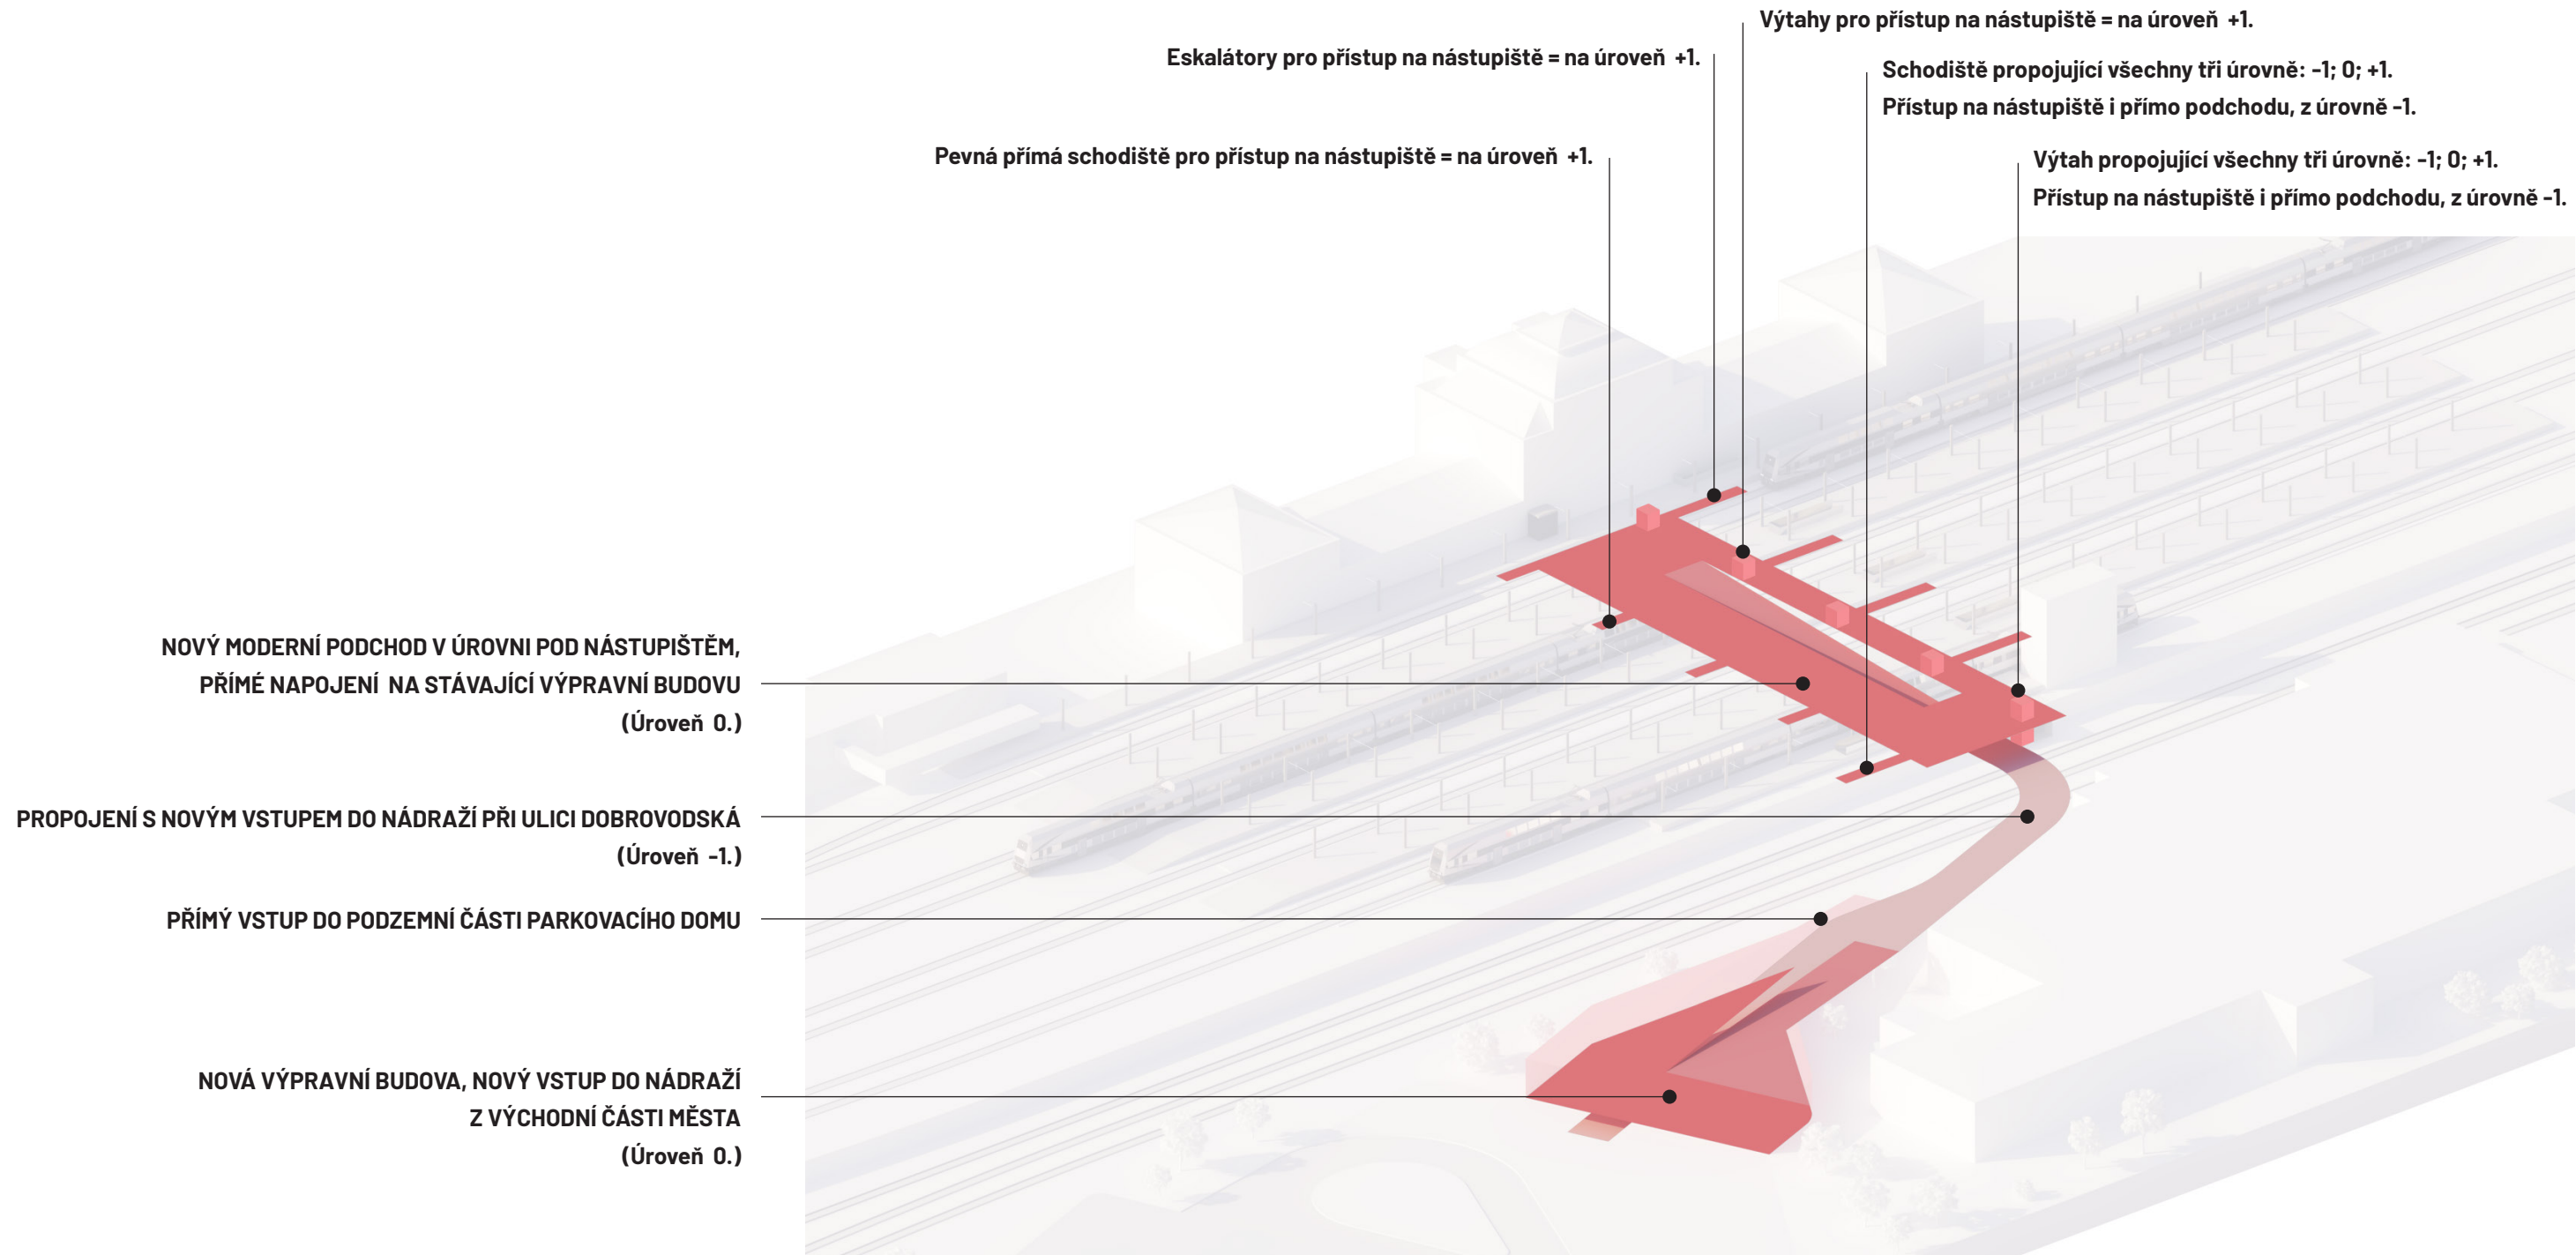 Výtahy pro přístup na nástupiště = na úroveň +1.
Eskalátory pro přístup na nástupiště = na úroveň +1.
Schodiště propojující všechny tři úrovně: -1; 0; +1.
Přístup na nástupiště i přímo podchodu, z úrovně -1.
Pevná přímá schodiště pro přístup na nástupiště = na úroveň +1.
Výtah propojující všechny tři úrovně: -1; 0; +1.
Přístup na nástupiště i přímo podchodu, z úrovně -1.
NOVÝ MODERNÍ PODCHOD V ÚROVNI POD NÁSTUPIŠTĚM,
PŘÍMÉ NAPOJENÍ NA STÁVAJÍCÍ VÝPRAVNÍ BUDOVU
(Úroveň 0.)
PROPOJENÍ S NOVÝM VSTUPEM DO NÁDRAŽÍ PŘI ULICI DOBROVODSKÁ
(Úroveň -1.)
PŘÍMÝ VSTUP DO PODZEMNÍ ČÁSTI PARKOVACÍHO DOMU
NOVÁ VÝPRAVNÍ BUDOVA, NOVÝ VSTUP DO NÁDRAŽÍ
Z VÝCHODNÍ ČÁSTI MĚSTA
(Úroveň 0.)